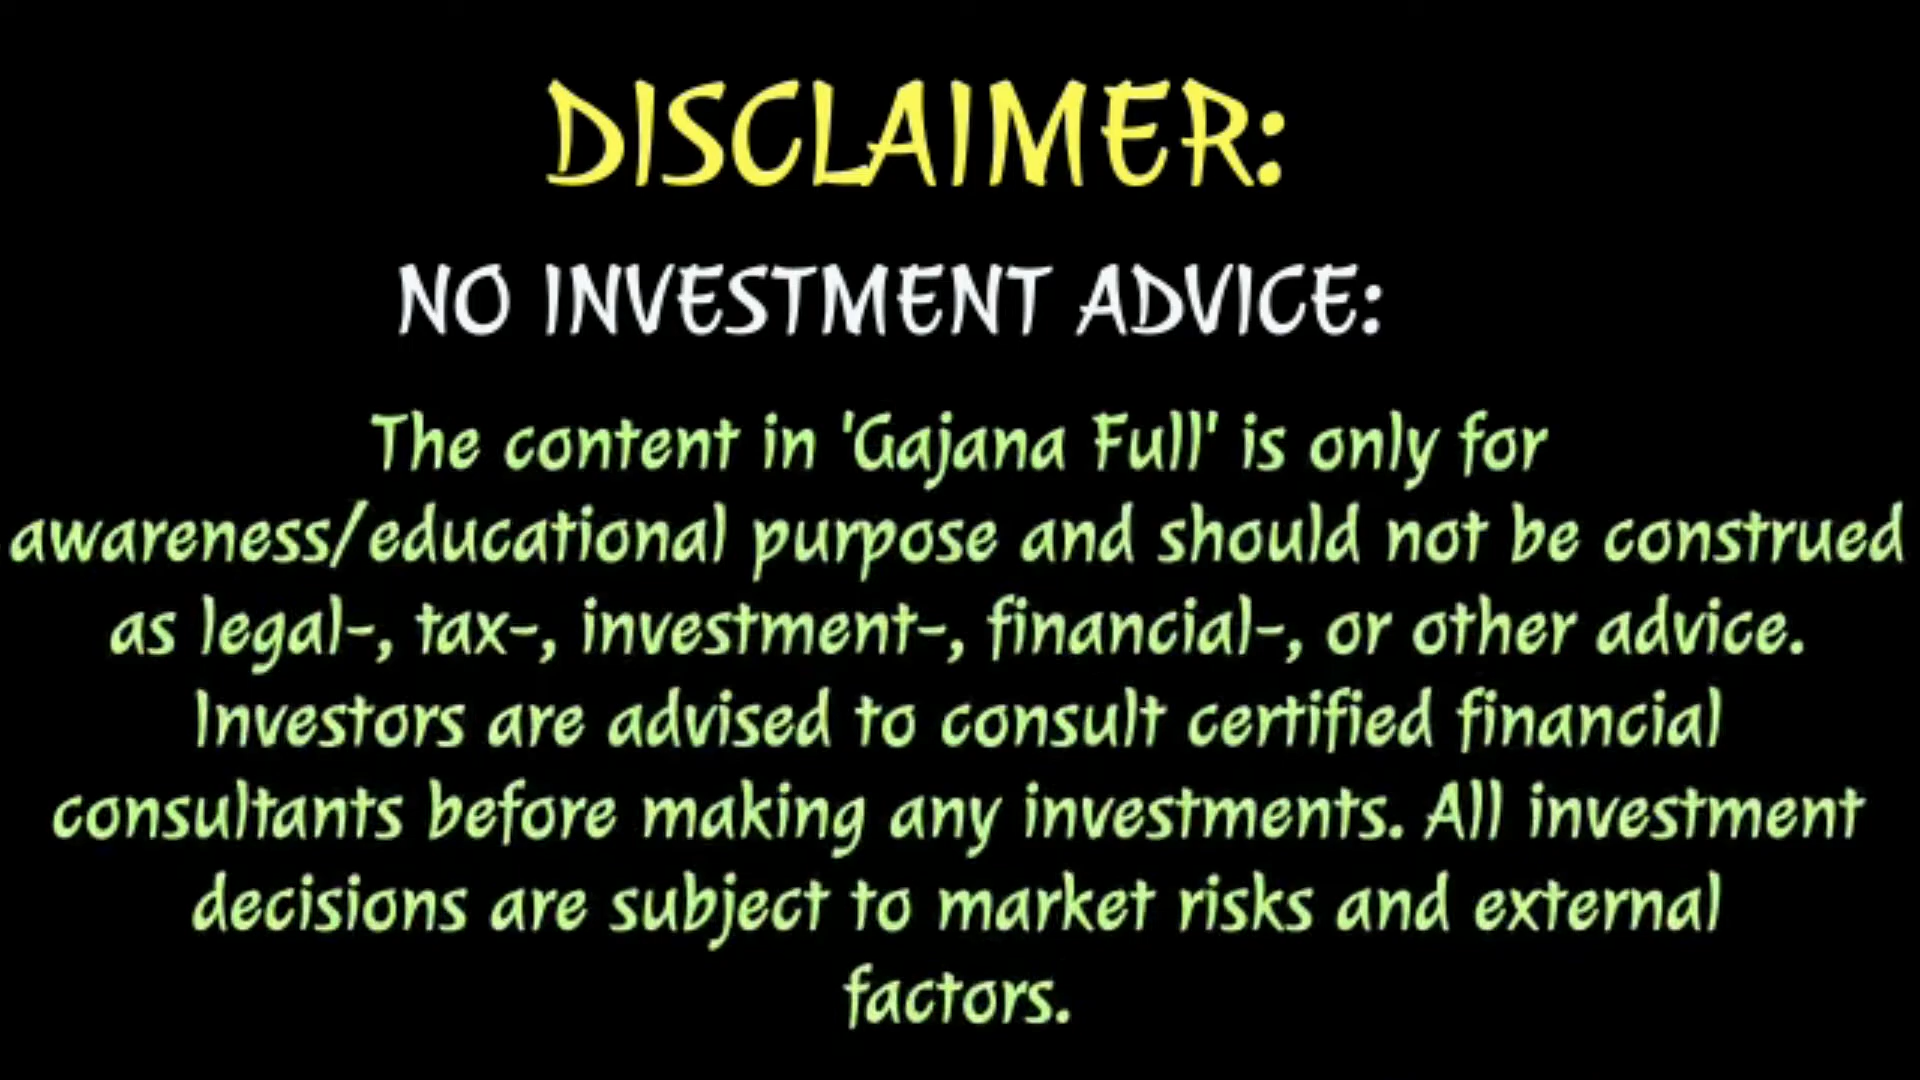 DISCLAIMER:
NO INVESTMENT ADVICE:
The content in 'Gajana Full' is only for
awareness/educational purpose and should not be construed
as legal-, tax-, investment-, financial-, or other advice.
Investors are advised to consult certified financial
consultants before making any investments. All investment
decisions are subject to market risks and external
factors.